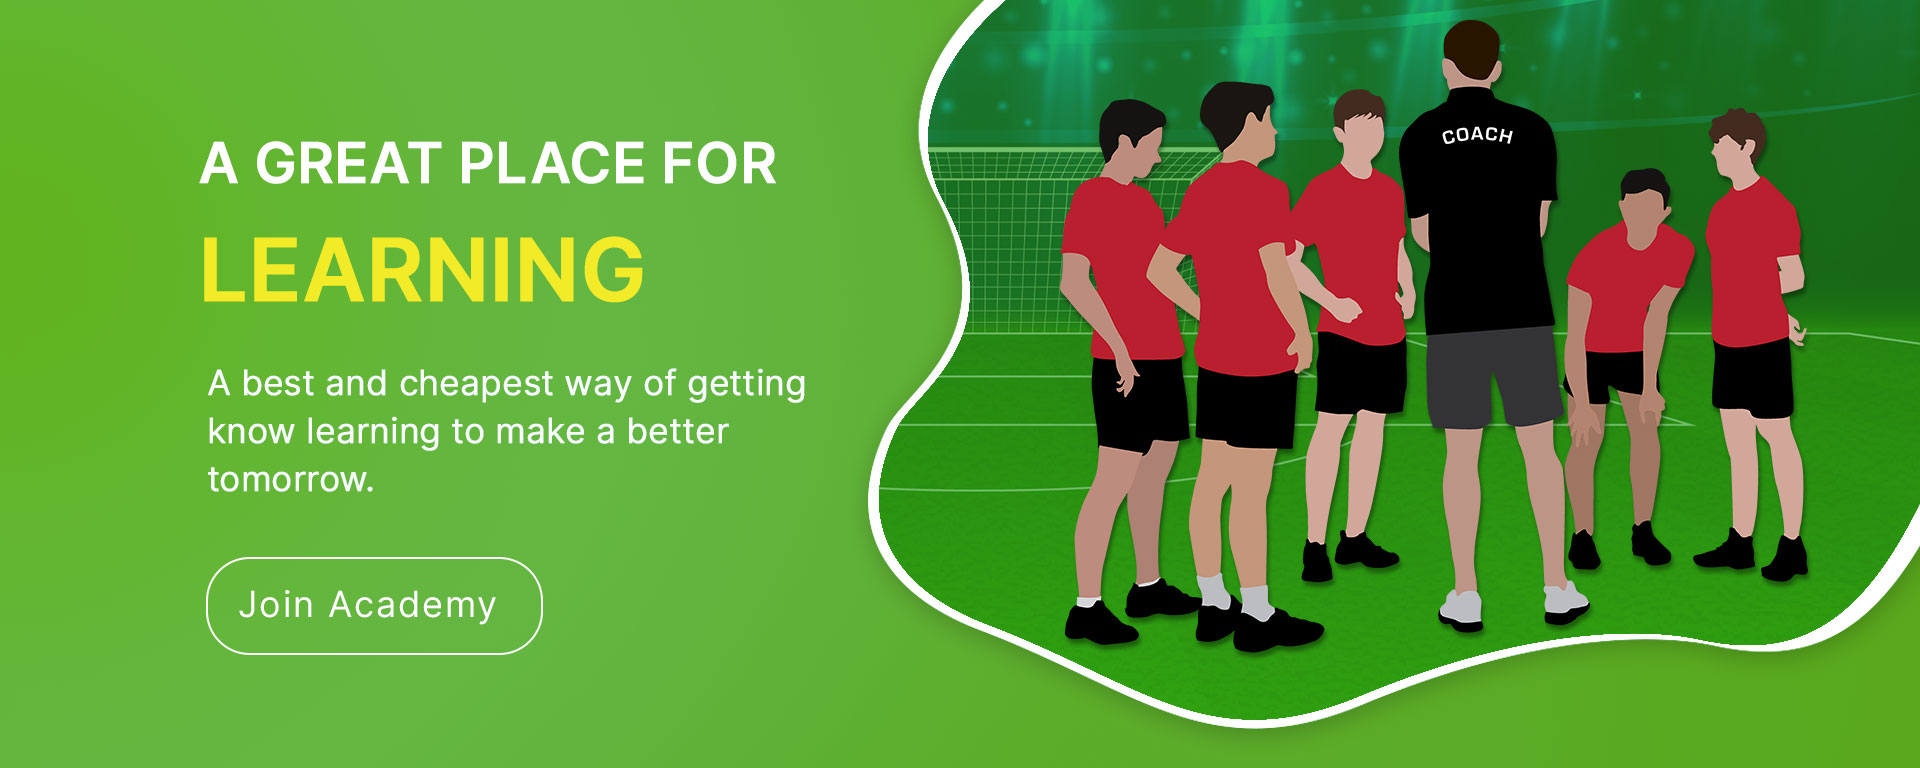 A GREAT PLACE FOR
LEARNING
A best and cheapest way of getting
know learning to make a better
tomorrow.
Join Academy
COACH